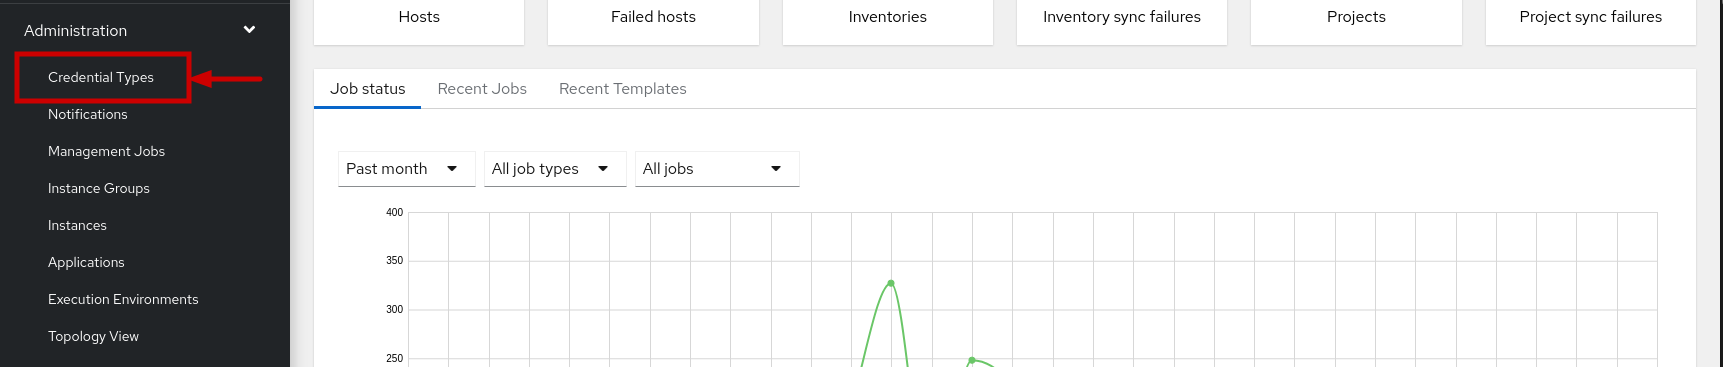 Administration
Credential Types
Notifications
Management Jobs
Instance Groups
Instances
Applications
Execution Environments
Topology View
Hosts
Failed hosts
Inventories
Inventory sync failures
Projects
Project sync failures
Job status
Recent Jobs
Recent Templates
Past month
All job types
All jobs
400
350
300
250